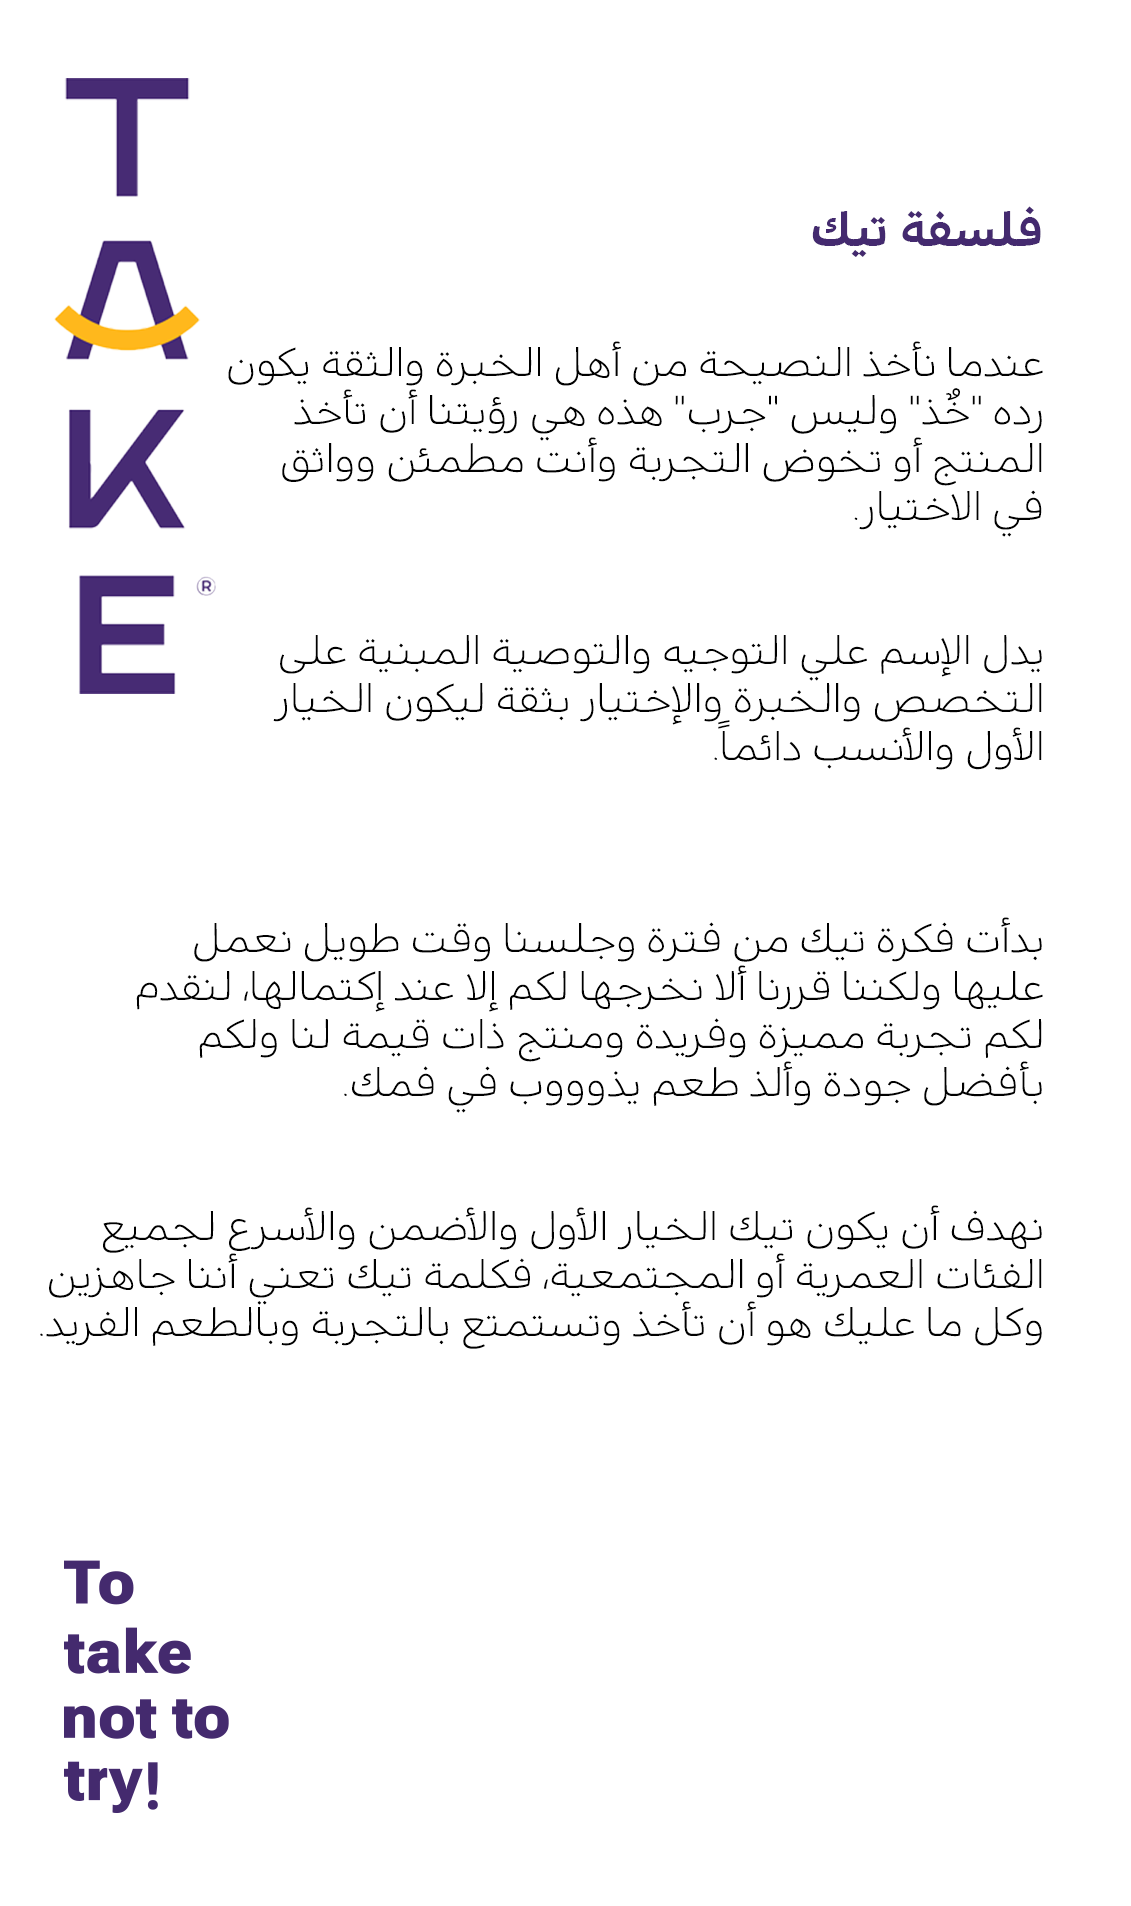 TAKE®
فلسفة تيك
عندما نأخذ النصيحة من أهل الخبرة والثقة يكون
رده "خٌذ" وليس "جرب" هذه هي رؤيتنا أن تأخذ
المنتج أو تخوض التجربة وأنت مطمئن وواثق
في الاختيار.
يدل الإسم علي التوجيه والتوصية المبنية على
التخصص والخبرة والإختيار بثقة ليكون الخيار
الأول والأنسب دائماً.
بدأت فكرة تيك من فترة وجلسنا وقت طويل نعمل
عليها ولكننا قررنا ألا نخرجها لكم إلا عند إكتمالها، لنقدم
لكم تجربة مميزة وفريدة ومنتج ذات قيمة لنا ولكم
بأفضل جودة وألذ طعم يذوووب في فمك.
نهدف أن يكون تيك الخيار الأول والأضمن والأسرع لجميع
الفئات العمرية أو المجتمعية، فكلمة تيك تعني أننا جاهزين
وكل ما عليك هو أن تأخذ وتستمتع بالتجربة وبالطعم الفريد.
To
take
not to
try!